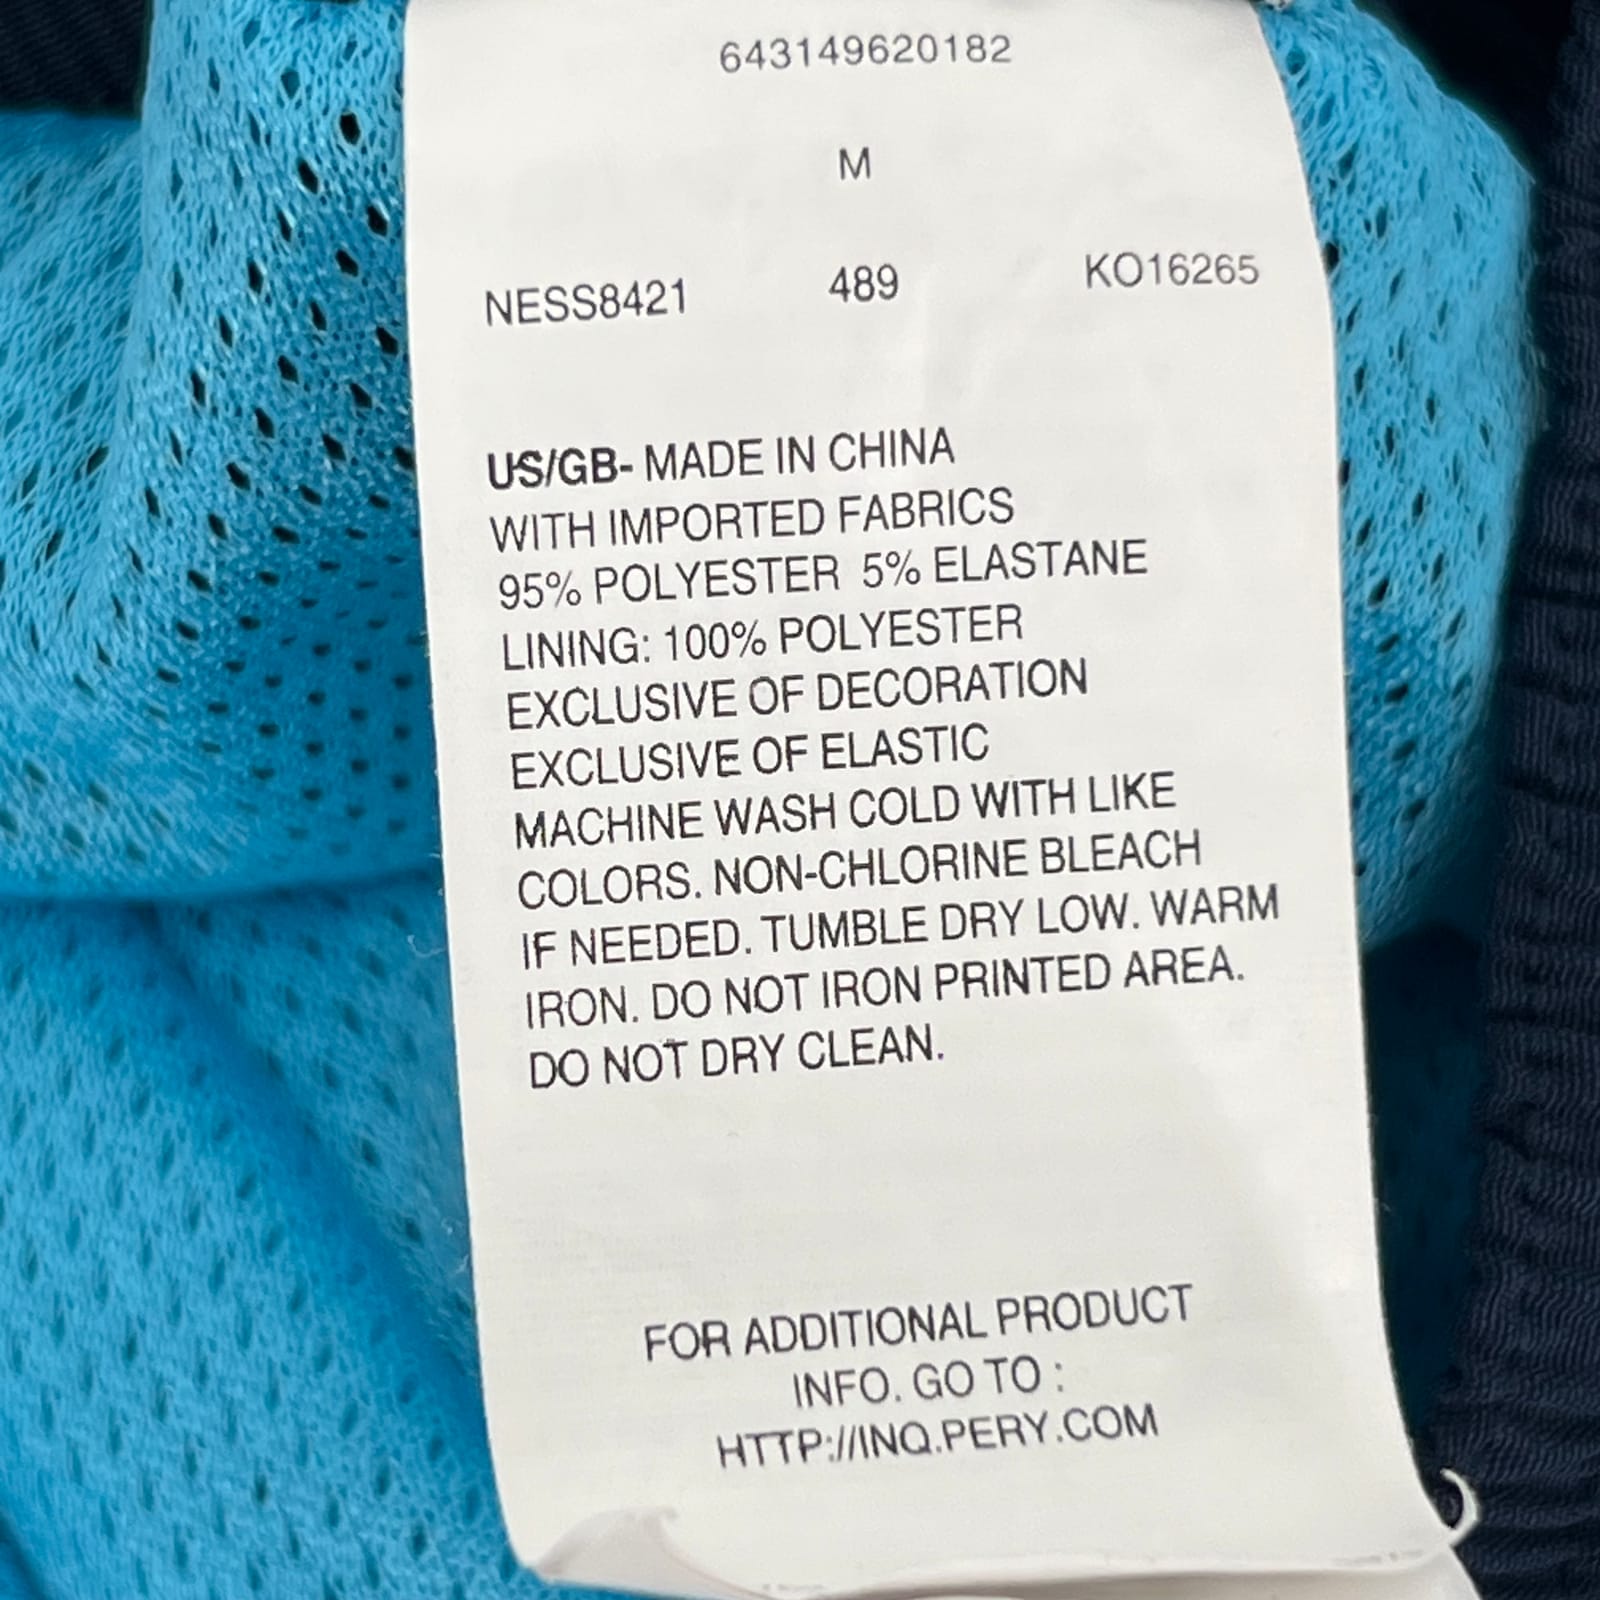 643149620182
M
NESS8421 489 KO16265
US/GB- MADE IN CHINA
WITH IMPORTED FABRICS
95% POLYESTER 5% ELASTANE
LINING: 100% POLYESTER
EXCLUSIVE OF DECORATION
EXCLUSIVE OF ELASTIC
MACHINE WASH COLD WITH LIKE
COLORS. NON-CHLORINE BLEACH
IF NEEDED. TUMBLE DRY LOW. WARM
IRON. DO NOT IRON PRINTED AREA.
DO NOT DRY CLEAN.
FOR ADDITIONAL PRODUCT
INFO. GO TO :
HTTP://INQ.PERY.COM